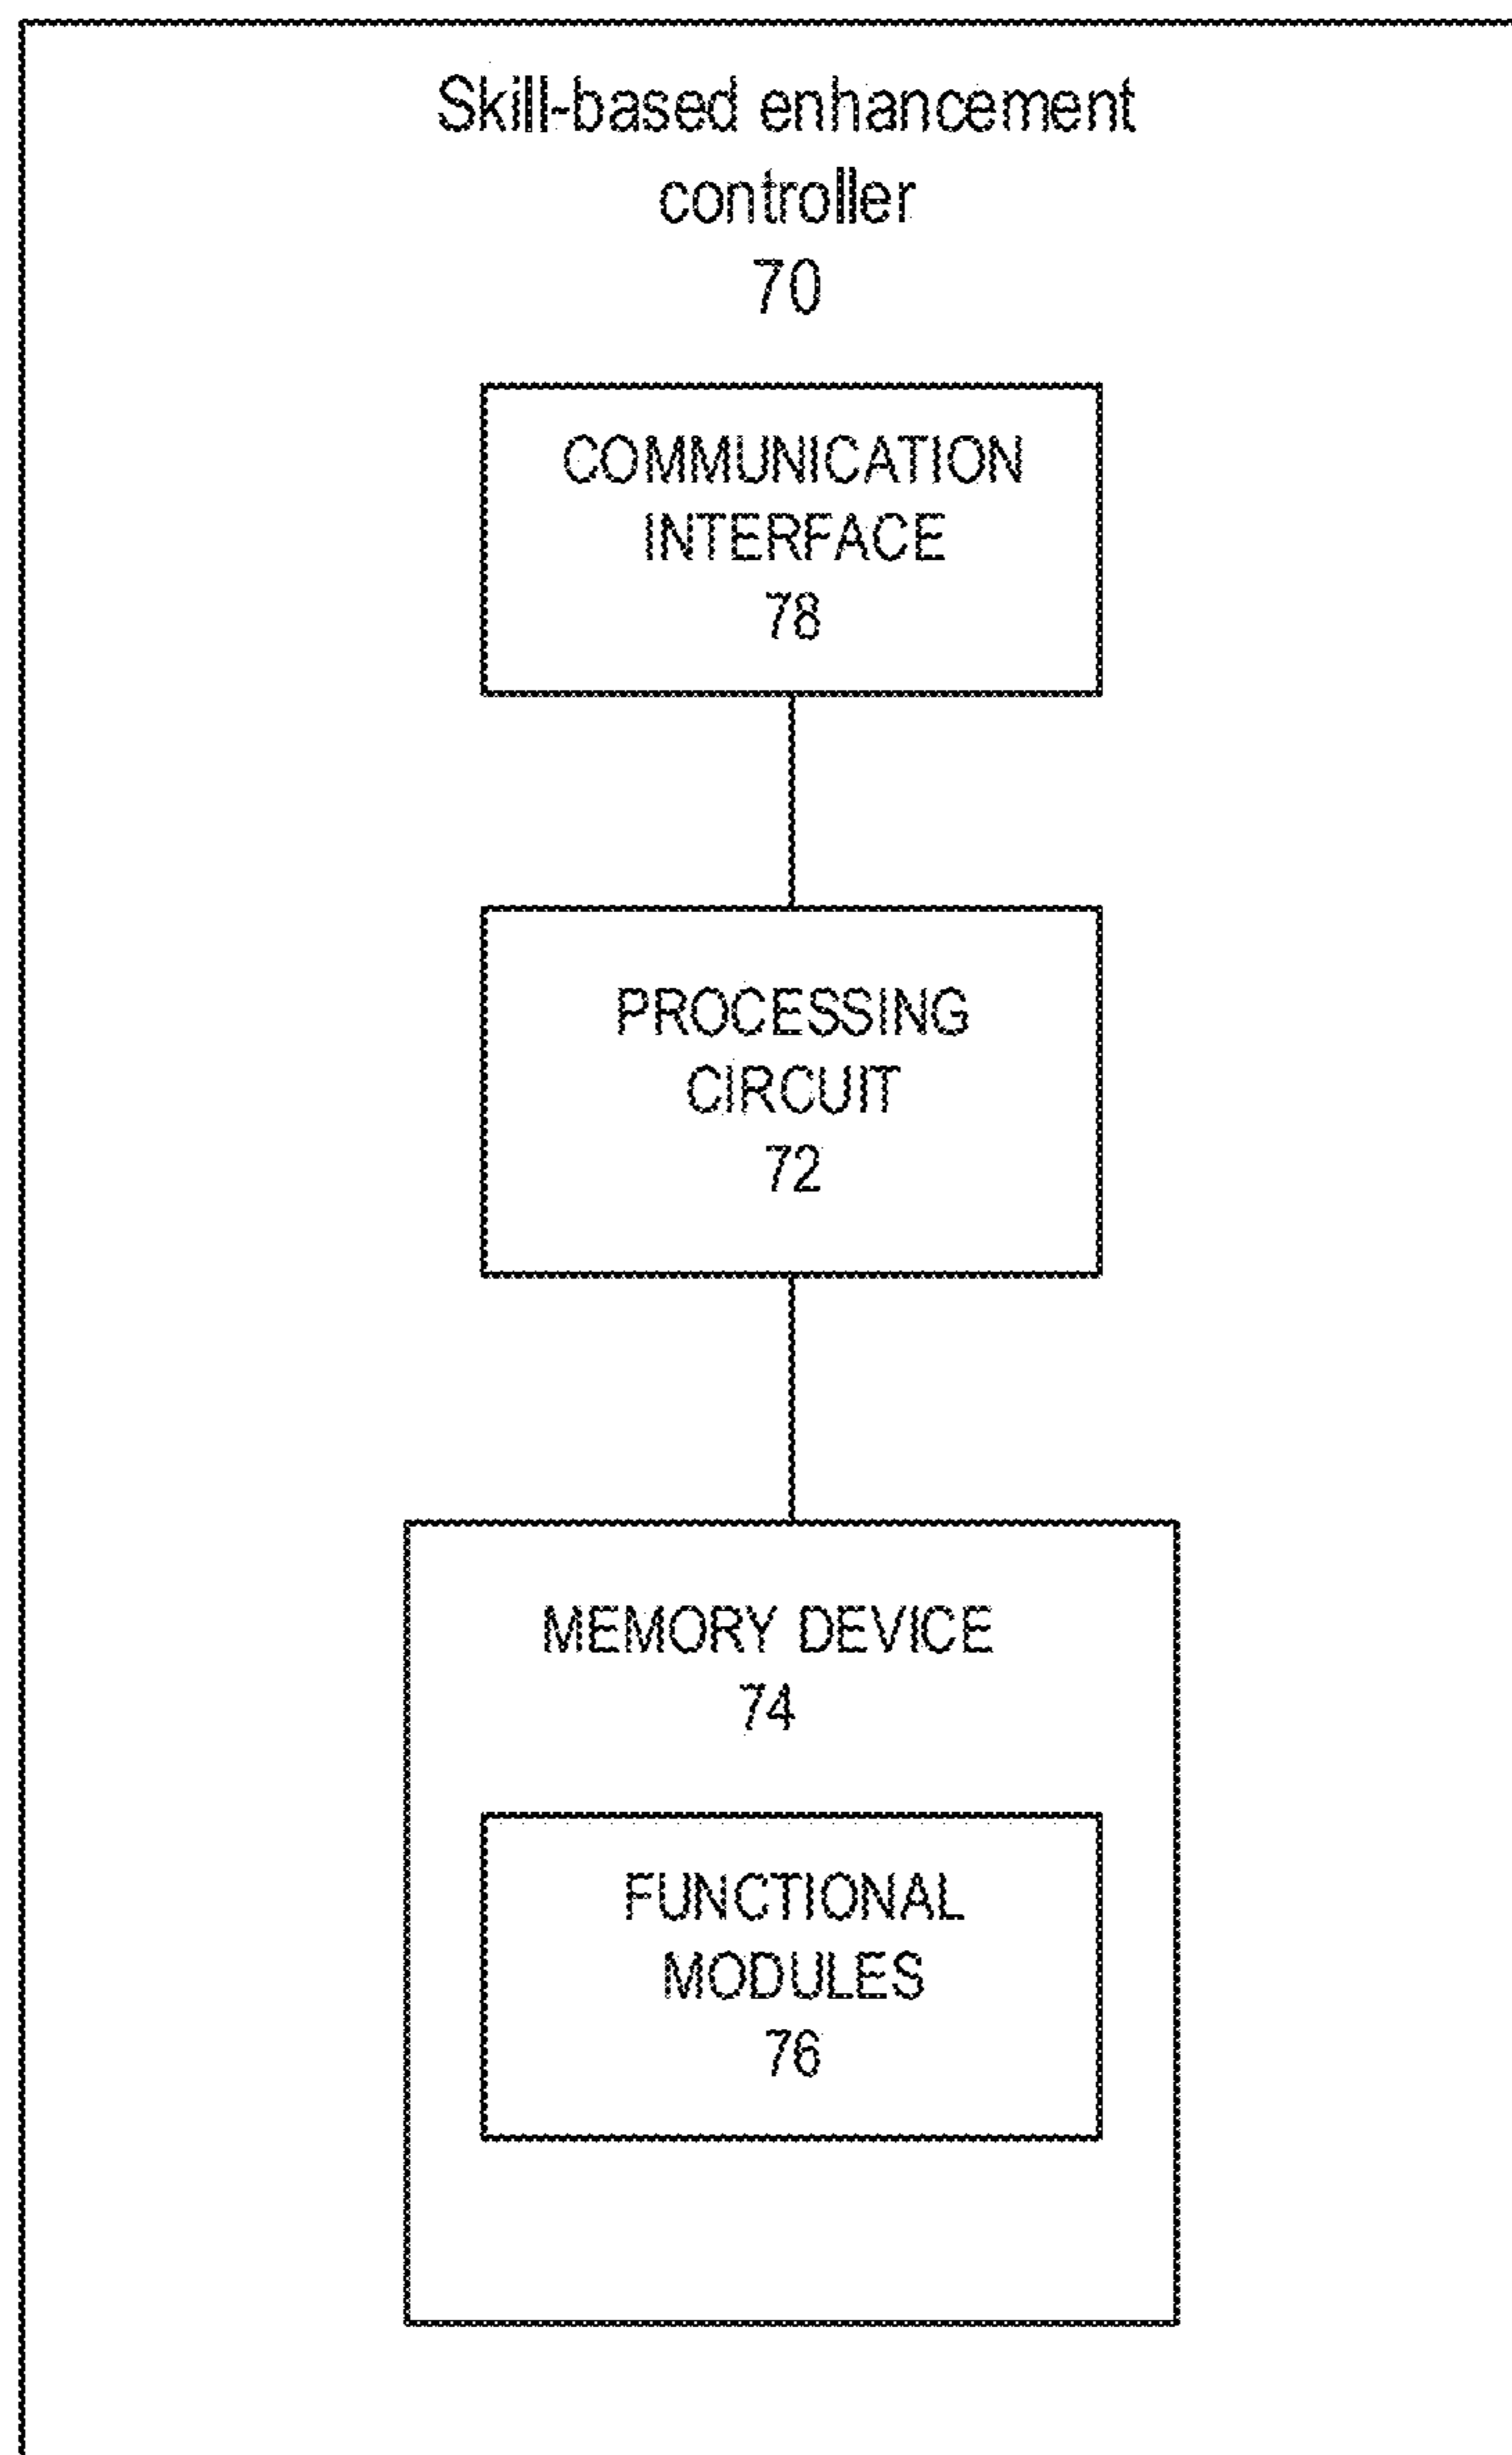 Skill-based enhancement
controller
70
COMMUNICATION
INTERFACE
78
PROCESSING
CIRCUIT
72
MEMORY DEVICE
74
FUNCTIONAL
MODULES
76